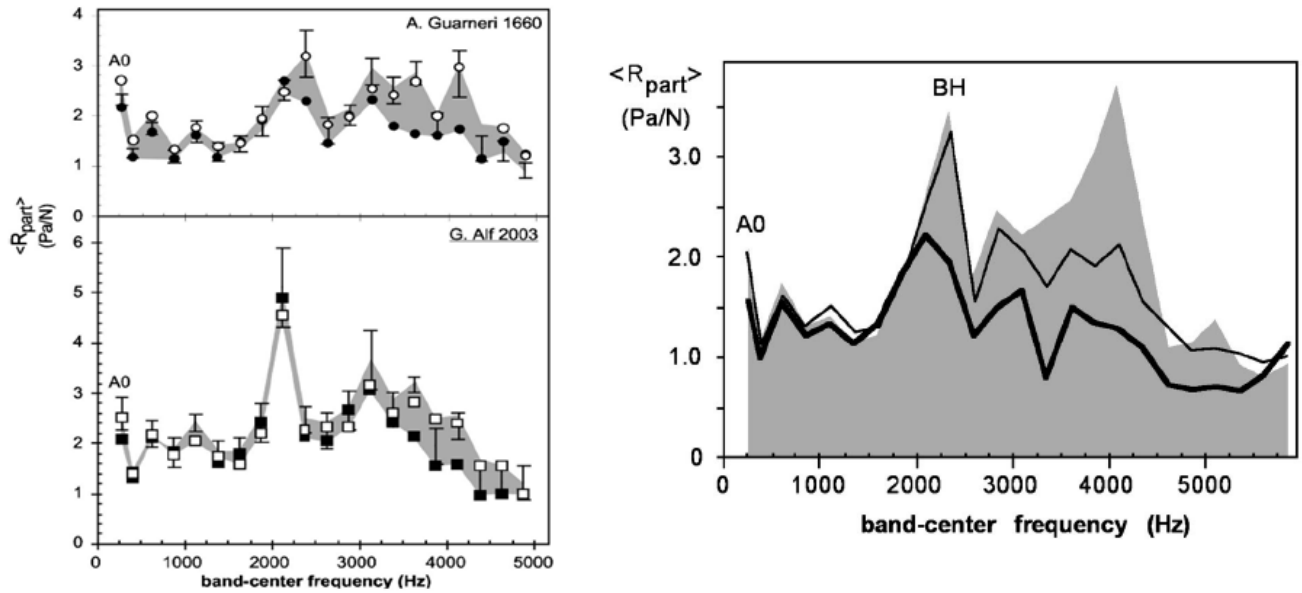 A. Guarneri 1660
A0
4
3
2
1
0
<R_part>
(Pa/N)
G. Alf 2003
A0
6
5
4
3
2
1
0
0 1000 2000 3000 4000 5000
band-center frequency (Hz)
<R_part>
(Pa/N)
BH
A0
3.0
2.0
1.0
0
0 1000 2000 3000 4000 5000
band-center frequency (Hz)